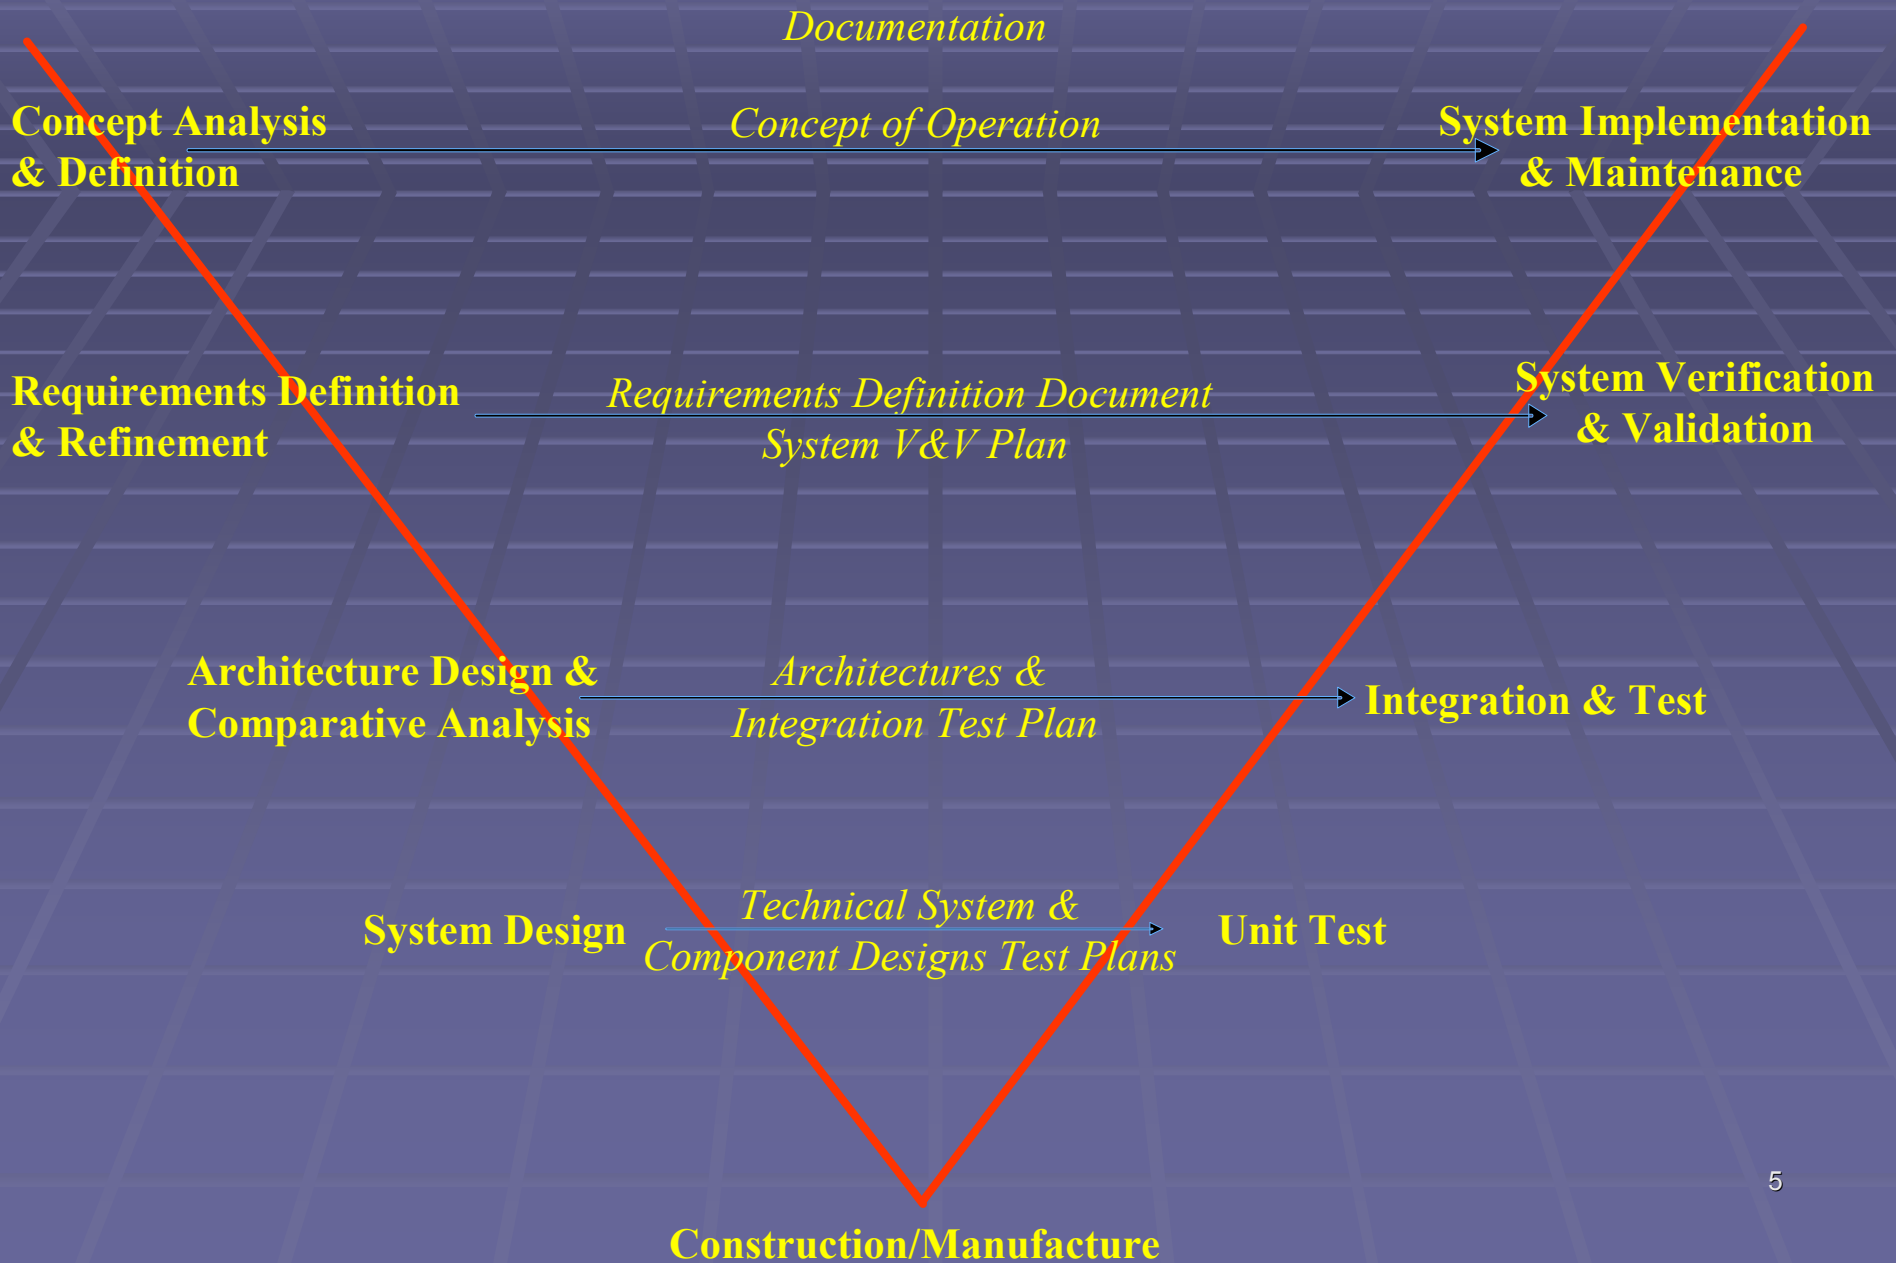 Documentation
Concept Analysis
& Definition
Concept of Operation
System Implementation
& Maintenance
Requirements Definition
& Refinement
Requirements Definition Document
System V&V Plan
System Verification
& Validation
Architecture Design &
Comparative Analysis
Architectures &
Integration Test Plan
Integration & Test
System Design
Technical System &
Component Designs Test Plans
Unit Test
5
Construction/Manufacture